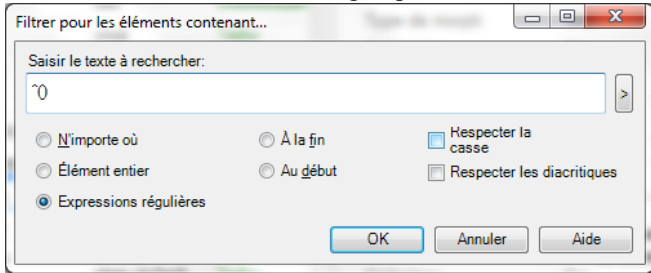 Filtrer pour les éléments contenant...
Saisir le texte à rechercher:
^()
>
N'importe où
À la fin
Respecter la
casse
Élément entier
Au début
Respecter les diacritiques
Expressions régulières
OK
Annuler
Aide